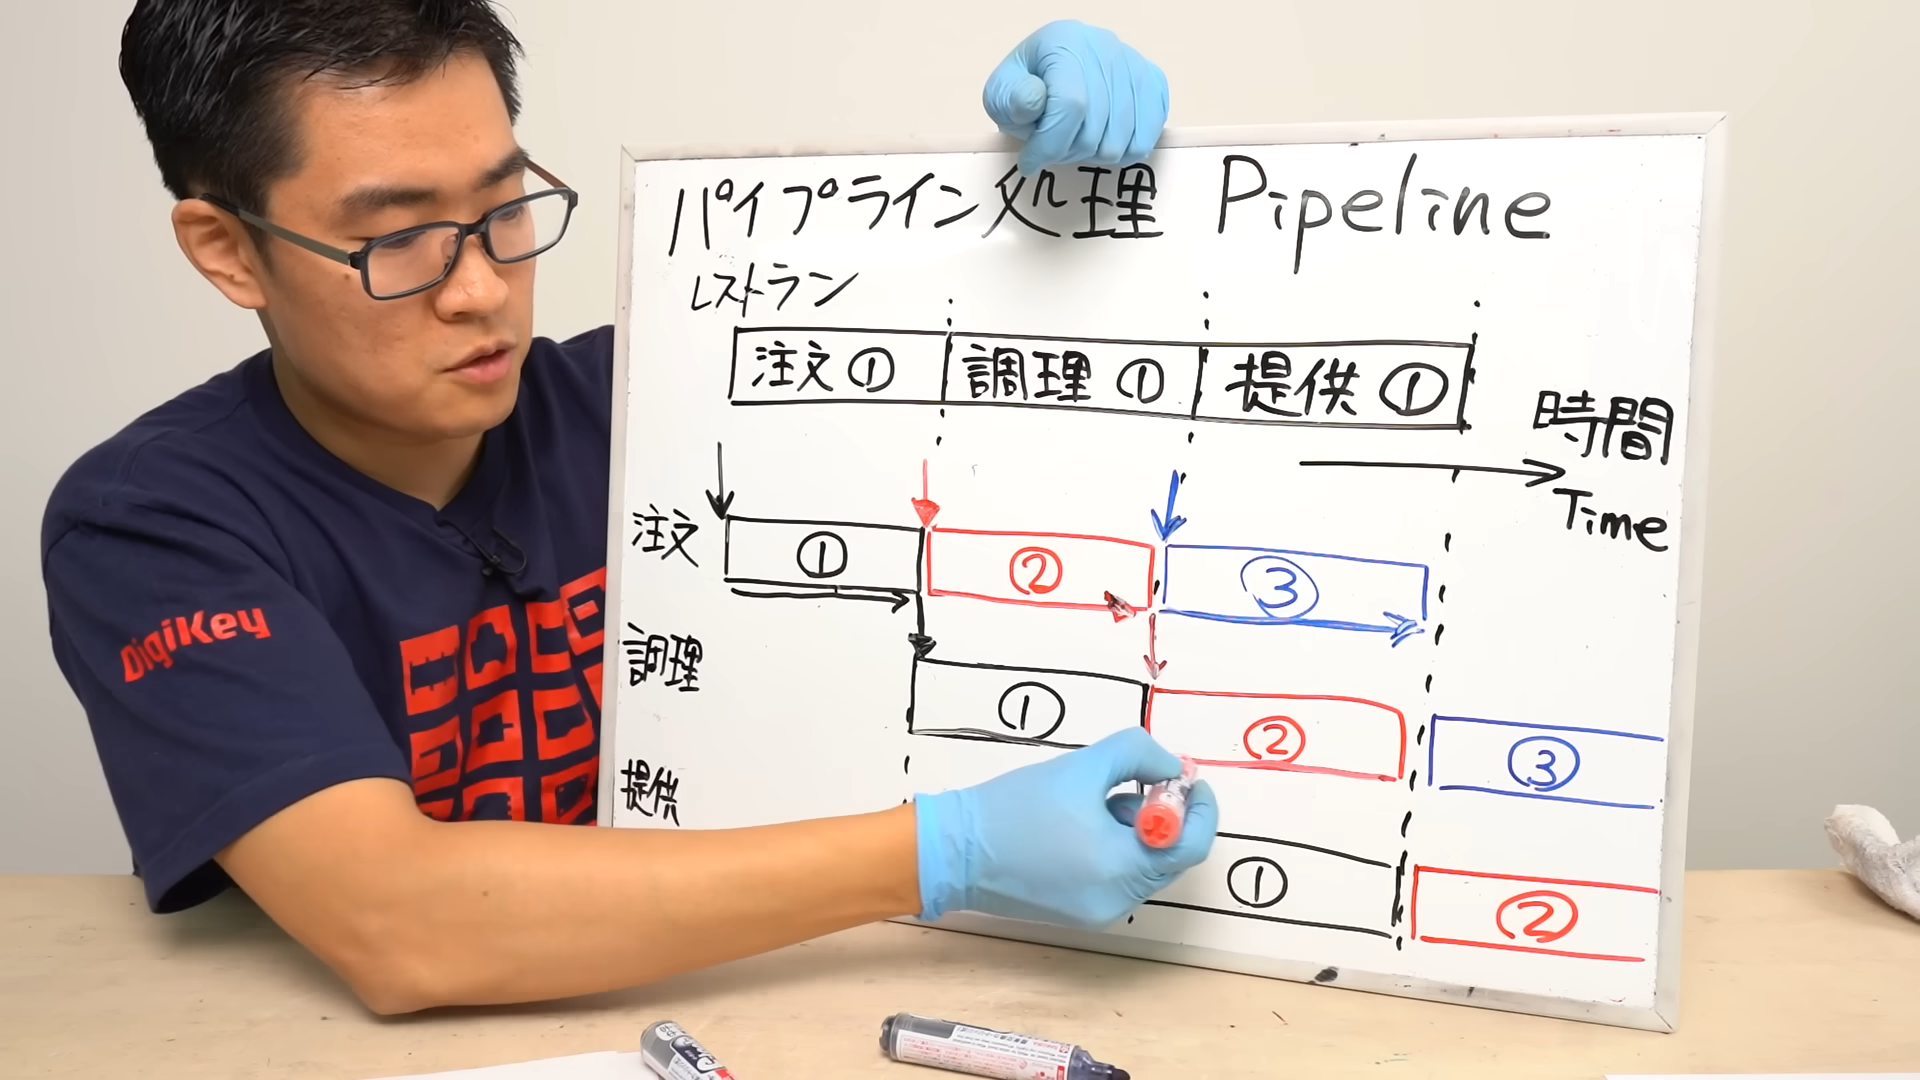 パイプライン処理 Pipeline
レストラン
注文 ① 調理 ① 提供 ①
時間
Time
注文 ① ② ③
調理 ① ② ③
提供 ① ②
DigiKey